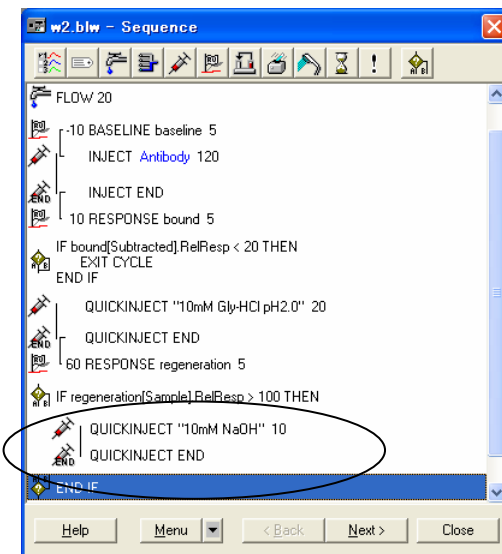 w2.blw - Sequence
FLOW 20
-10 BASELINE baseline 5
INJECT Antibody 120
INJECT END
10 RESPONSE bound 5
IF bound[Subtracted].RelResp < 20 THEN
EXIT CYCLE
END IF
QUICKINJECT "10mM Gly-HCl pH2.0" 20
QUICKINJECT END
60 RESPONSE regeneration 5
IF regeneration[Sample].RelResp > 100 THEN
QUICKINJECT "10mM NaOH" 10
QUICKINJECT END
END IF
Help Menu < Back Next > Close